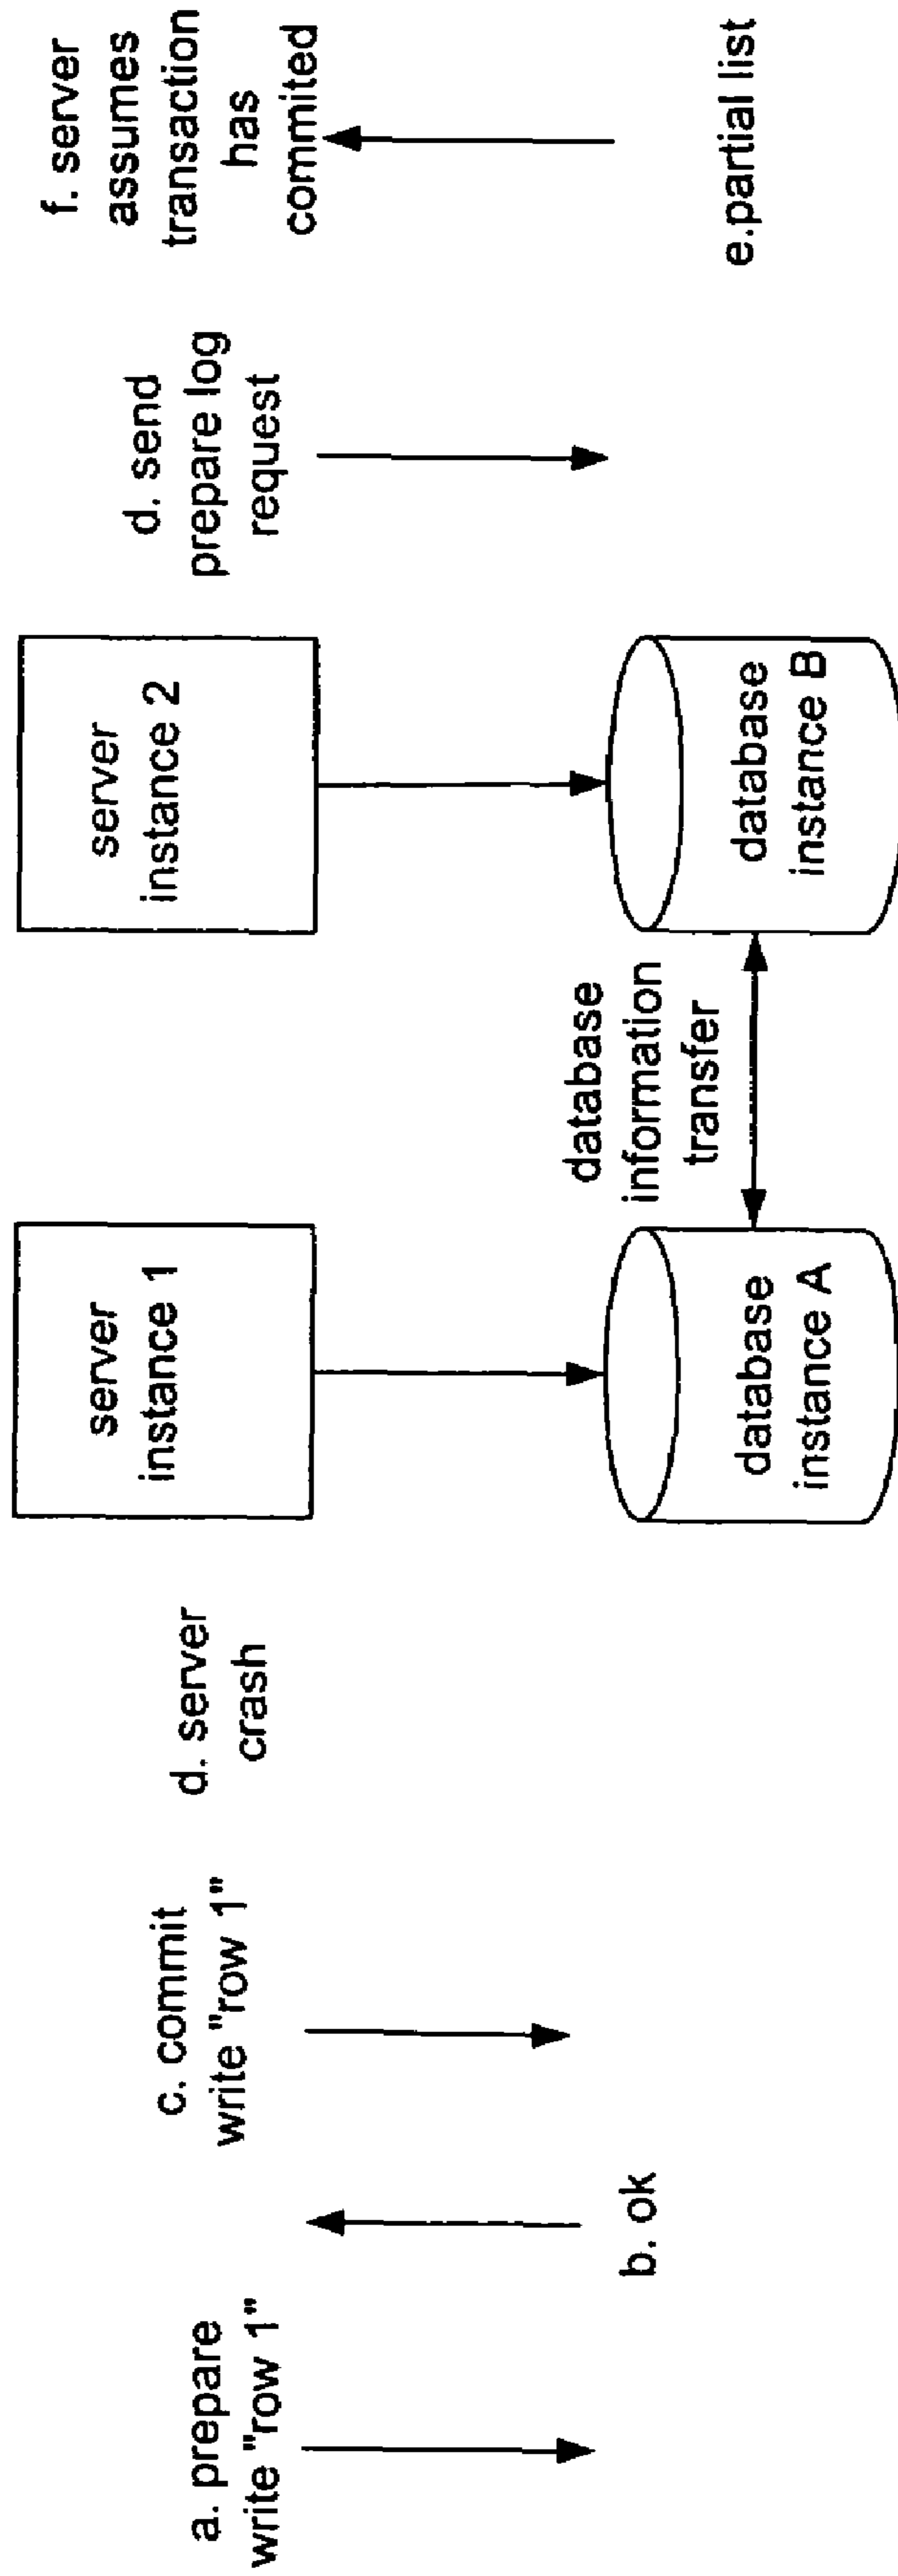 a. prepare
write "row 1"
b. ok
c. commit
write "row 1"
d. server
crash
server
instance 1
database
instance A
database
information
transfer
server
instance 2
database
instance B
d. send
prepare log
request
e.partial list
f. server
assumes
transaction
has
commited